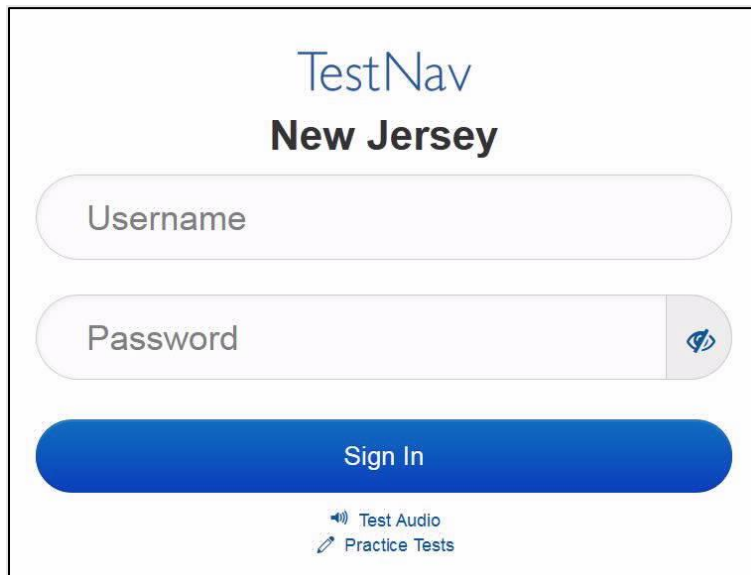 TestNav
New Jersey
Username
Password
Sign In
Test Audio
Practice Tests